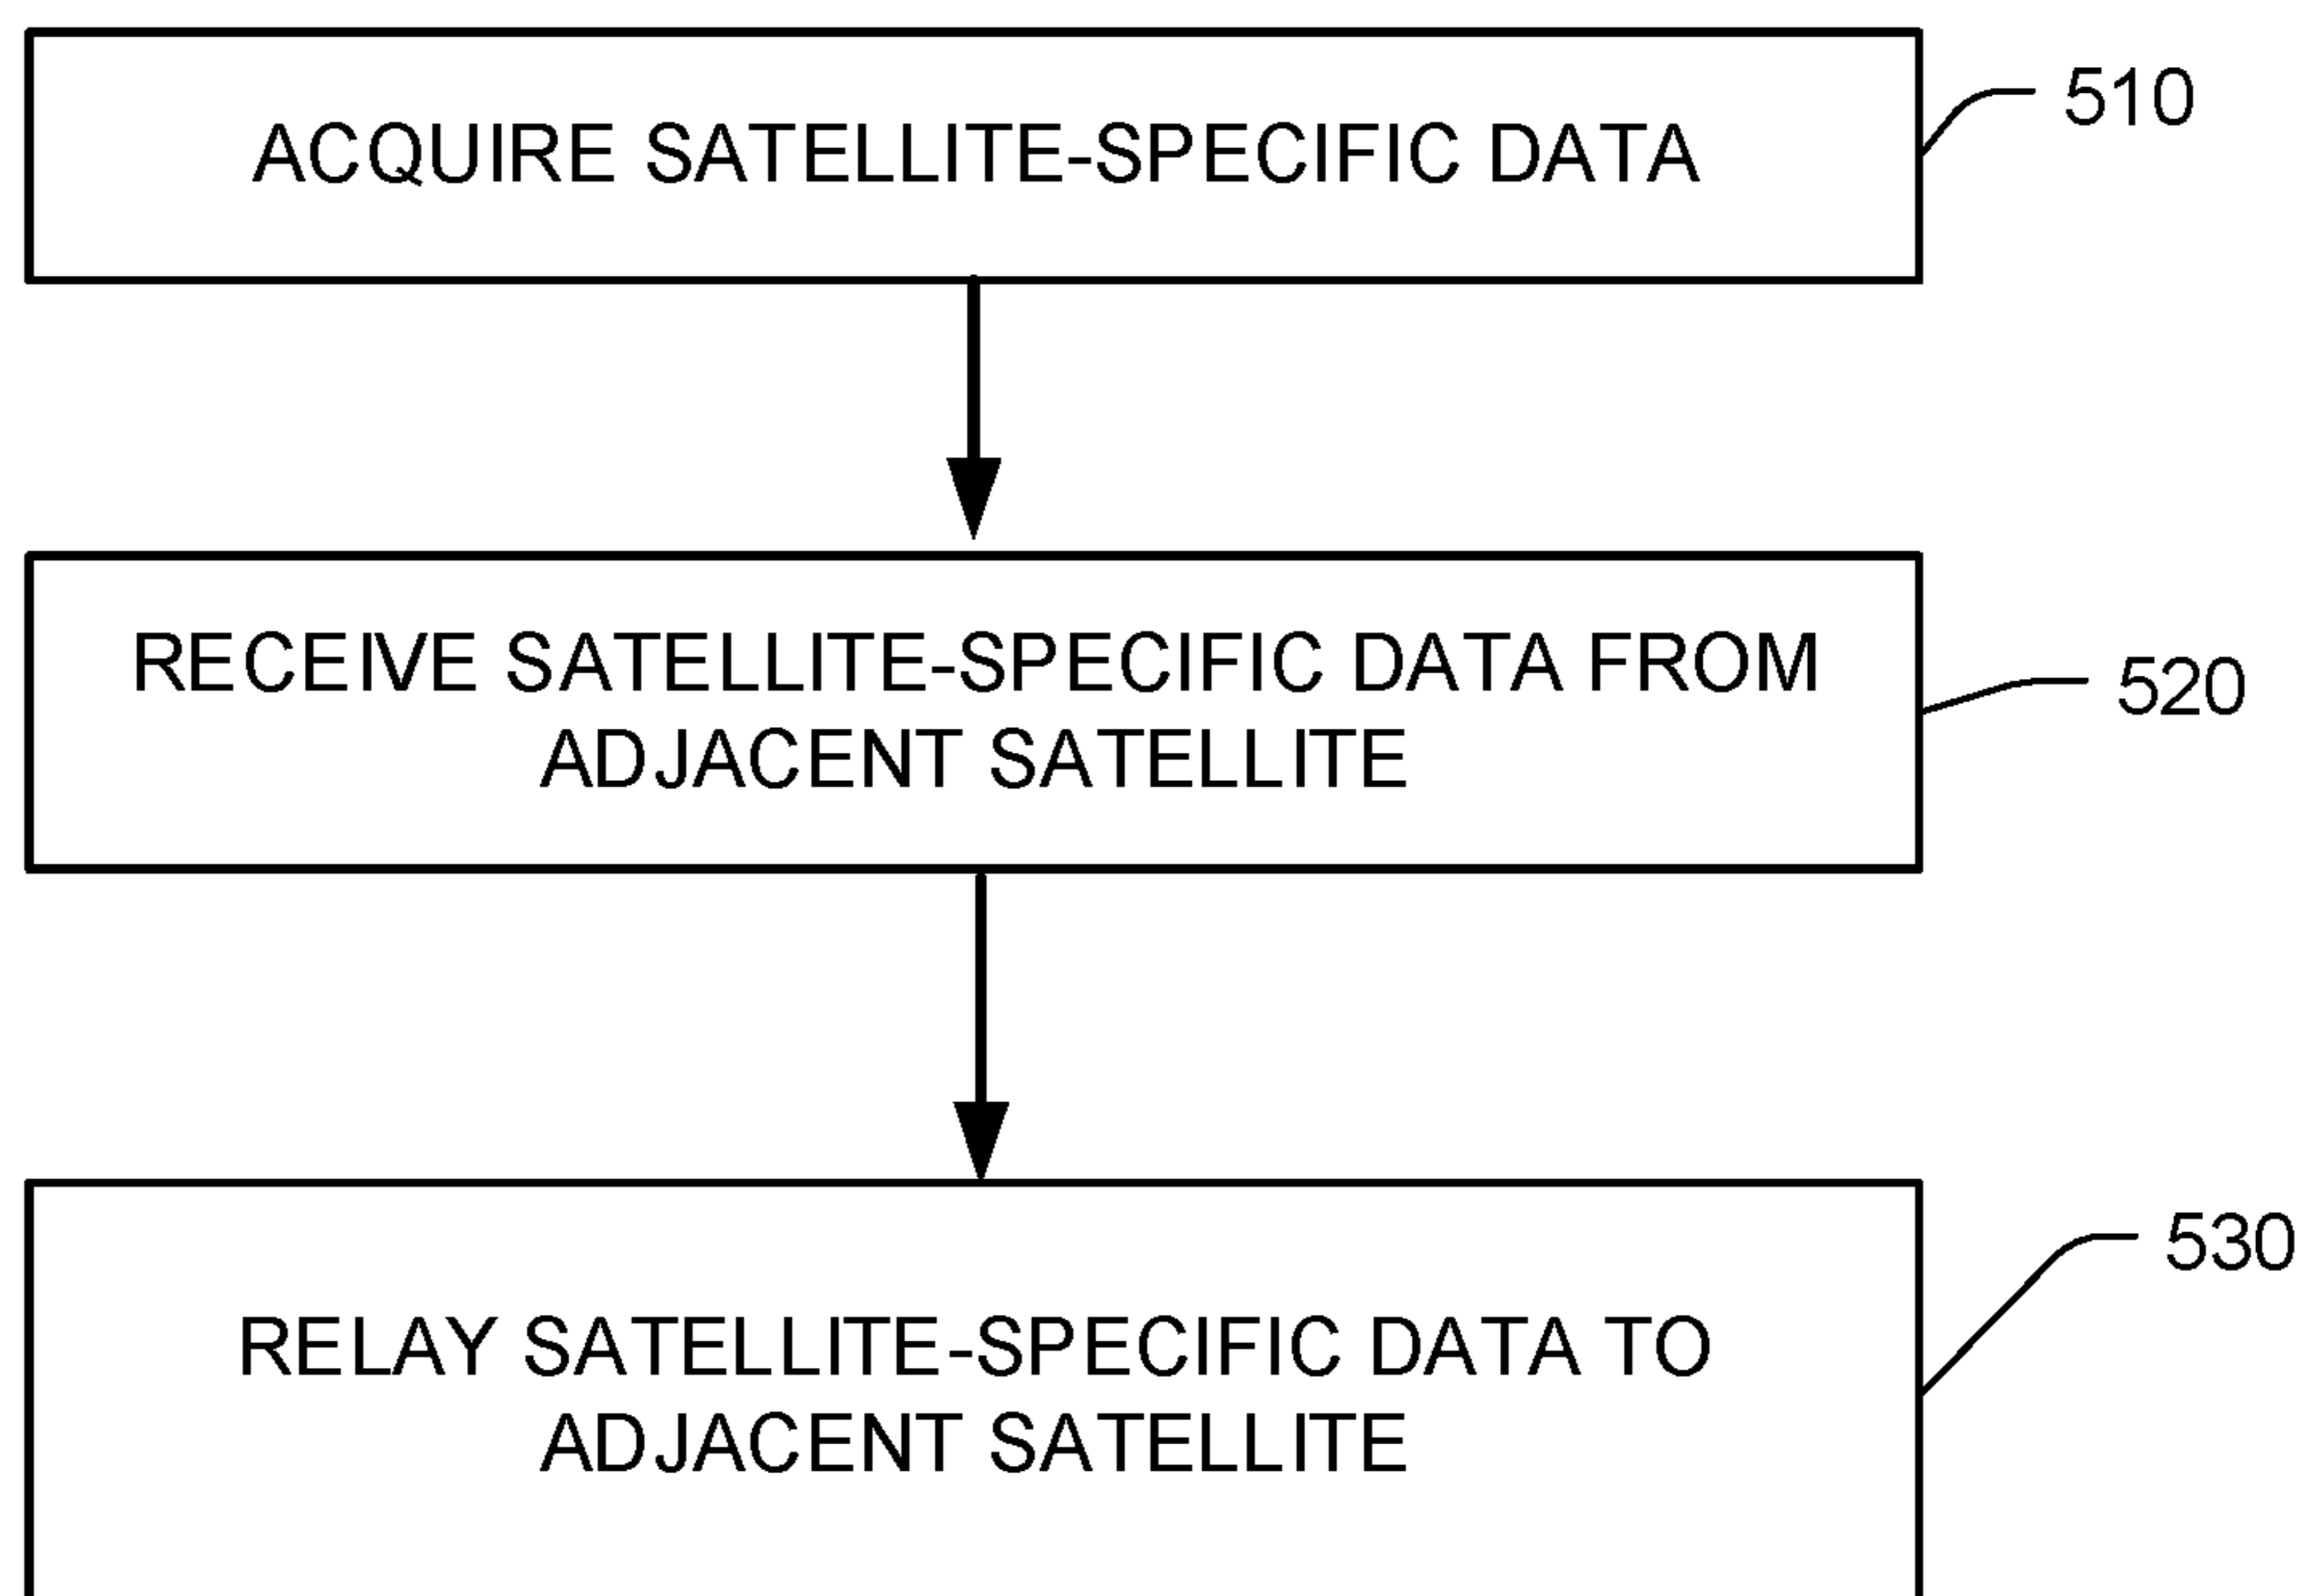 ACQUIRE SATELLITE-SPECIFIC DATA
510
RECEIVE SATELLITE-SPECIFIC DATA FROM
ADJACENT SATELLITE
520
RELAY SATELLITE-SPECIFIC DATA TO
ADJACENT SATELLITE
530